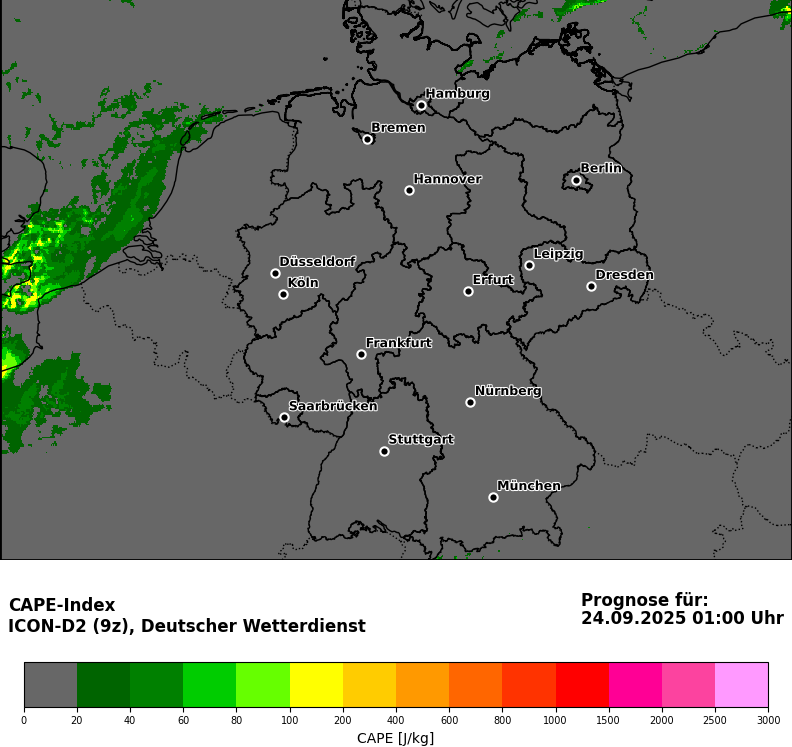 Hamburg
Bremen
Berlin
Hannover
Leipzig
Düsseldorf
Dresden
Köln
Erfurt
Frankfurt
Nürnberg
Saarbrücken
Stuttgart
München
CAPE-Index
ICON-D2 (9z), Deutscher Wetterdienst
Prognose für:
24.09.2025 01:00 Uhr
0 20 40 60 80 100 200 400 600 800 1000 1500 2000 2500 3000
CAPE [J/kg]